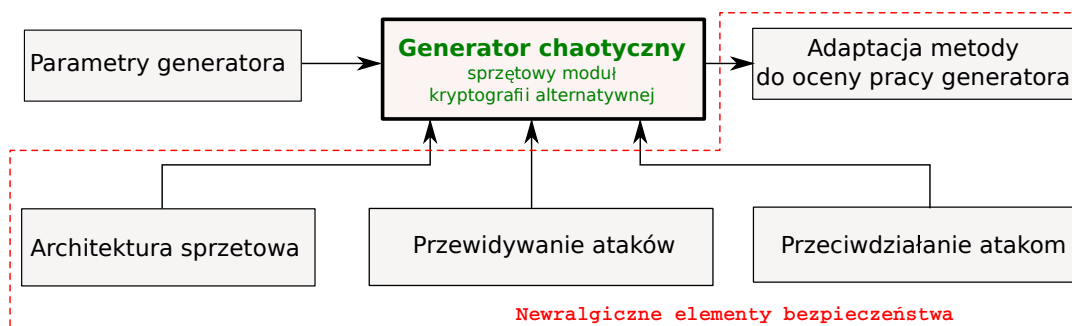 Parametry generatora
Generator chaotyczny
sprzętowy moduł
kryptografii alternatywnej
Adaptacja metody
do oceny pracy generatora
Architektura sprzetowa
Przewidywanie ataków
Przeciwdziałanie atakom
Newralgiczne elementy bezpieczeństwa